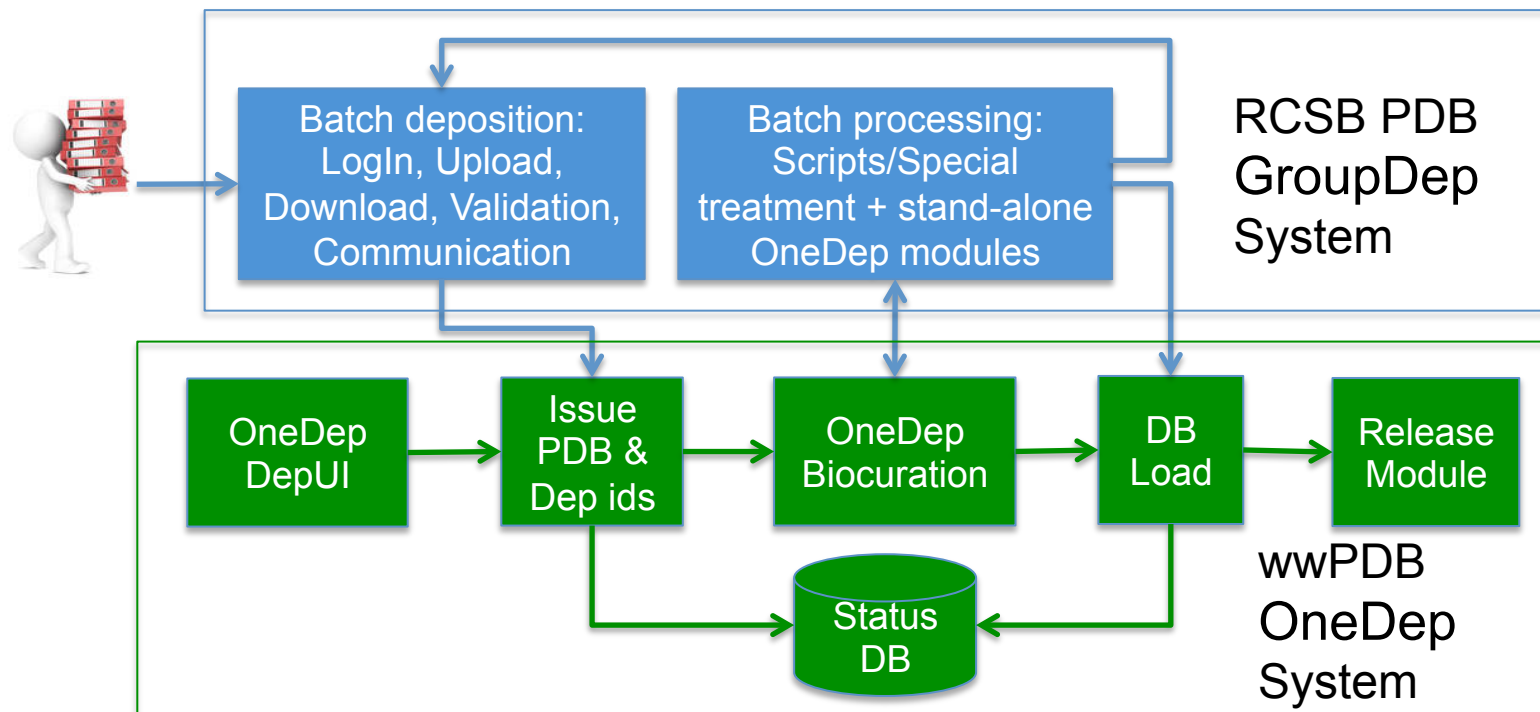 Batch deposition:
LogIn, Upload,
Download, Validation,
Communication
Batch processing:
Scripts/Special
treatment + stand-alone
OneDep modules
RCSB PDB
GroupDep
System
OneDep
DepUI
Issue
PDB &
Dep ids
OneDep
Biocuration
DB
Load
Release
Module
Status
DB
wwPDB
OneDep
System